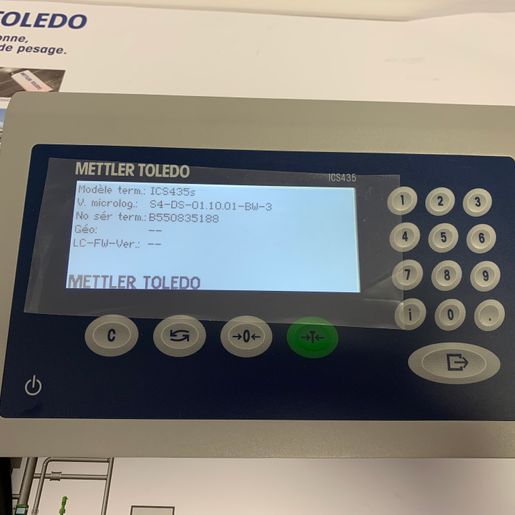 TOLEDO
onne,
de pesage.
METTLER TOLEDO
ICS435
Modèle term.: ICS435s
V. microlog.: S4-DS-01.10.01-BW-3
No sér term.: B550835188
Géo: --
LC-FW-Ver.: --
METTLER TOLEDO
1 2 3
4 5 6
7 8 9
i 0 .
C
→0←
→T←